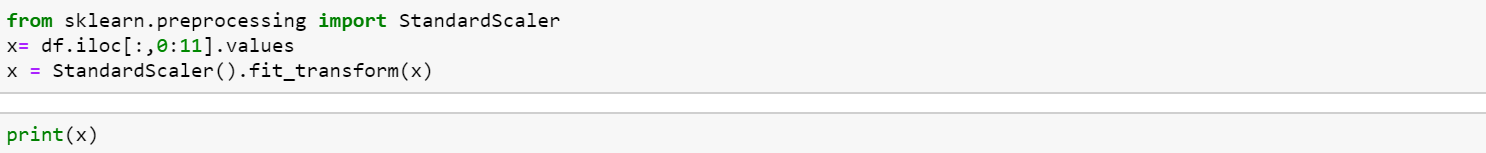 from sklearn.preprocessing import StandardScaler
x= df.iloc[:,0:11].values
x = StandardScaler().fit_transform(x)
print(x)